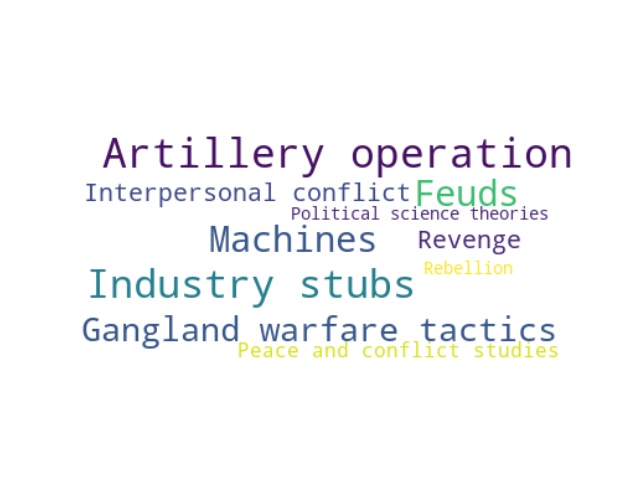 Artillery operation
Interpersonal conflict Feuds
Political science theories
Machines Revenge
Rebellion
Industry stubs
Gangland warfare tactics
Peace and conflict studies